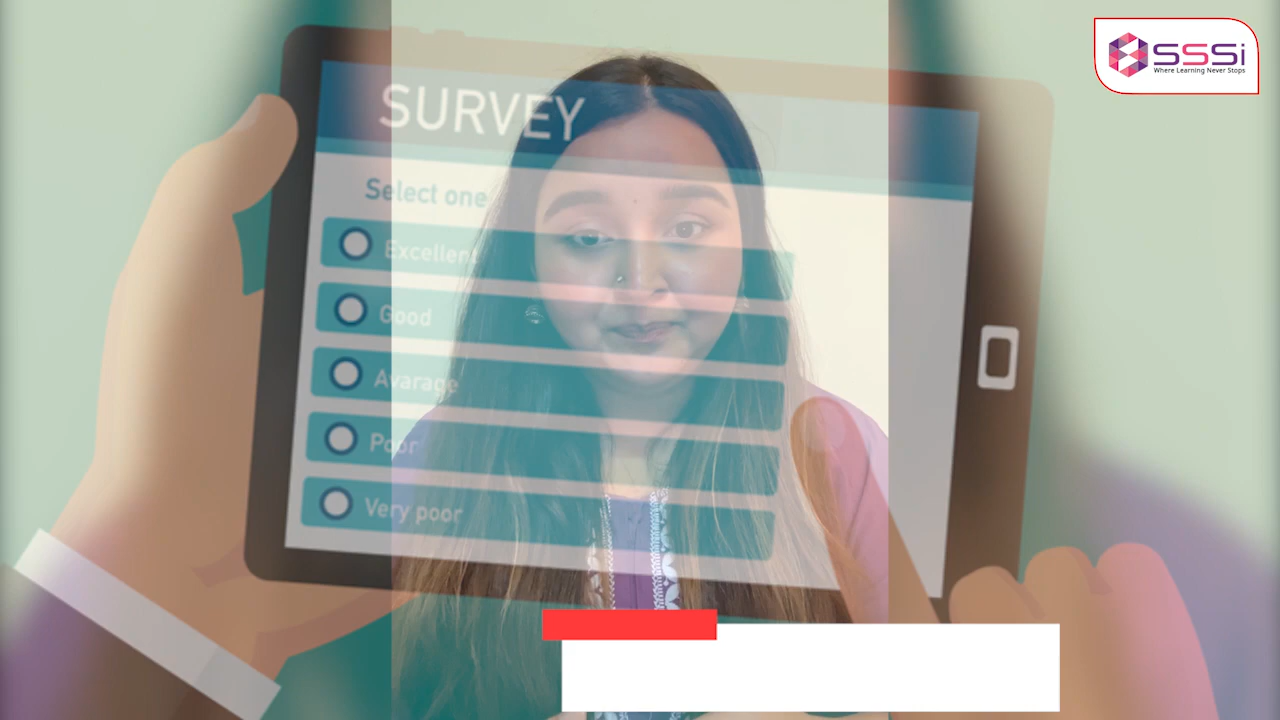 SSSi
Where Learning Never Stops
SURVEY
Select one
Excellent
Good
Avarage
Poor
Very poor